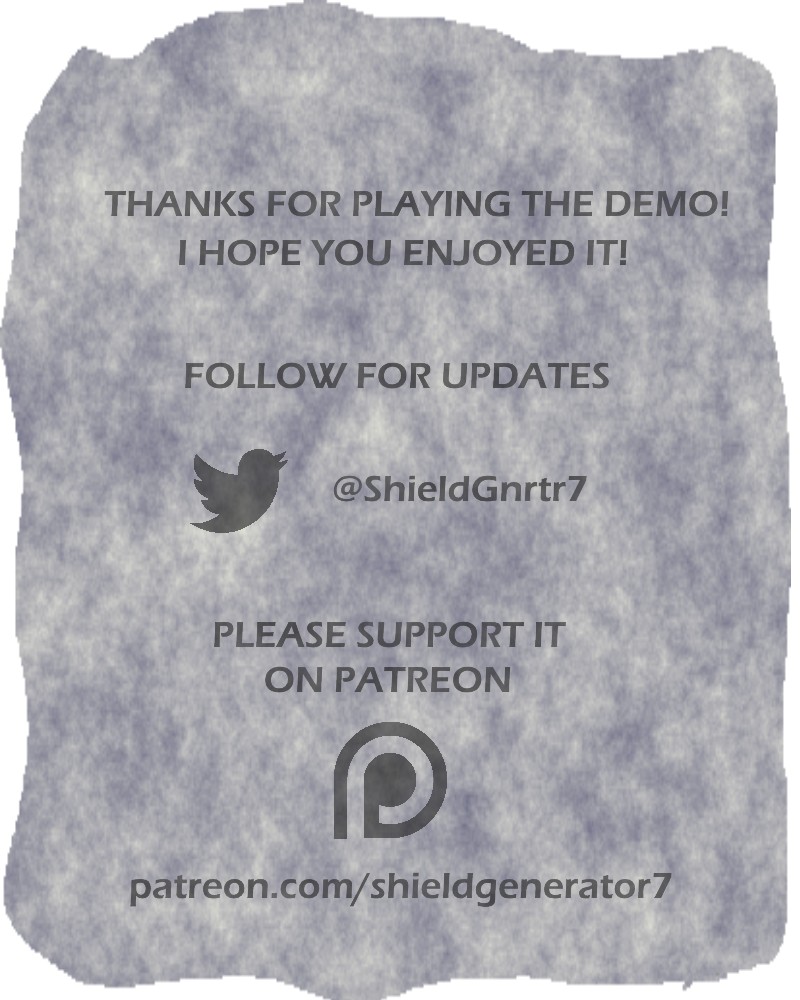 THANKS FOR PLAYING THE DEMO!
I HOPE YOU ENJOYED IT!
FOLLOW FOR UPDATES
@ShieldGnrtr7
PLEASE SUPPORT IT
ON PATREON
patreon.com/shieldgenerator7